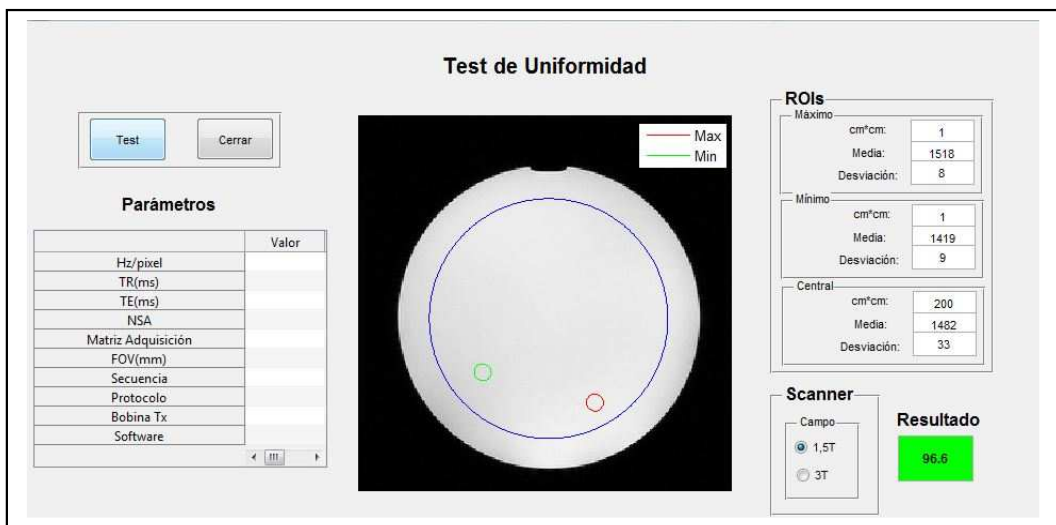 Test de Uniformidad
Test
Cerrar
Parámetros
Valor
Hz/pixel
TR(ms)
TE(ms)
NSA
Matriz Adquisición
FOV(mm)
Secuencia
Protocolo
Bobina Tx
Software
Max
Min
ROIs
Máximo
cm*cm: 1
Media: 1518
Desviación: 8
Mínimo
cm*cm: 1
Media: 1419
Desviación: 9
Central
cm*cm: 200
Media: 1482
Desviación: 33
Scanner
Campo
1,5T
3T
Resultado
96.6